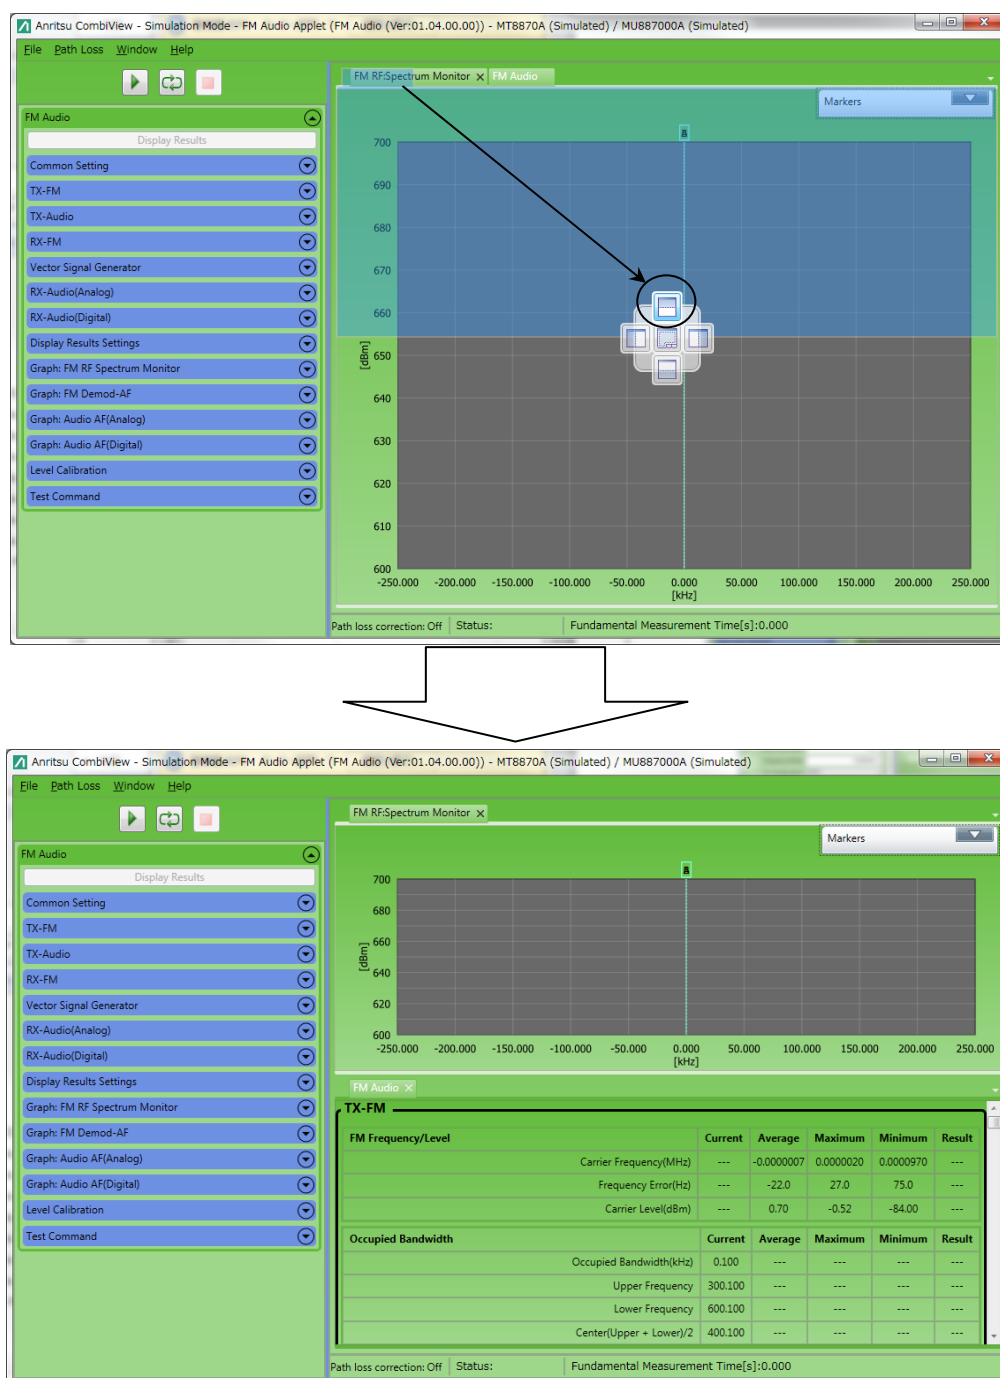 Anritsu CombiView - Simulation Mode - FM Audio Applet (FM Audio (Ver:01.04.00.00)) - MT8870A (Simulated) / MU887000A (Simulated)
File Path Loss Window Help
FM RF:Spectrum Monitor FM Audio
Markers
FM Audio
Display Results
Common Setting
TX-FM
TX-Audio
RX-FM
Vector Signal Generator
RX-Audio(Analog)
RX-Audio(Digital)
Display Results Settings
Graph: FM RF Spectrum Monitor
Graph: FM Demod-AF
Graph: Audio AF(Analog)
Graph: Audio AF(Digital)
Level Calibration
Test Command
700
690
680
670
660
650
640
630
620
610
600
[dBm]
-250.000 -200.000 -150.000 -100.000 -50.000 0.000 50.000 100.000 150.000 200.000 250.000
[kHz]
Path loss correction: Off Status: Fundamental Measurement Time[s]:0.000
Anritsu CombiView - Simulation Mode - FM Audio Applet (FM Audio (Ver:01.04.00.00)) - MT8870A (Simulated) / MU887000A (Simulated)
File Path Loss Window Help
FM RF:Spectrum Monitor
Markers
FM Audio
Display Results
Common Setting
TX-FM
TX-Audio
RX-FM
Vector Signal Generator
RX-Audio(Analog)
RX-Audio(Digital)
Display Results Settings
Graph: FM RF Spectrum Monitor
Graph: FM Demod-AF
Graph: Audio AF(Analog)
Graph: Audio AF(Digital)
Level Calibration
Test Command
700
680
660
640
620
600
[dBm]
-250.000 -200.000 -150.000 -100.000 -50.000 0.000 50.000 100.000 150.000 200.000 250.000
[kHz]
FM Audio
TX-FM
FM Frequency/Level Current Average Maximum Minimum Result
Carrier Frequency(MHz) --- -0.0000007 0.0000020 0.0000970 ---
Frequency Error(Hz) --- -22.0 27.0 75.0 ---
Carrier Level(dBm) --- 0.70 -0.52 -84.00 ---
Occupied Bandwidth Current Average Maximum Minimum Result
Occupied Bandwidth(kHz) 0.100 --- --- --- ---
Upper Frequency 300.100 --- --- --- ---
Lower Frequency 600.100 --- --- --- ---
Center(Upper + Lower)/2 400.100 --- --- --- ---
Path loss correction: Off Status: Fundamental Measurement Time[s]:0.000